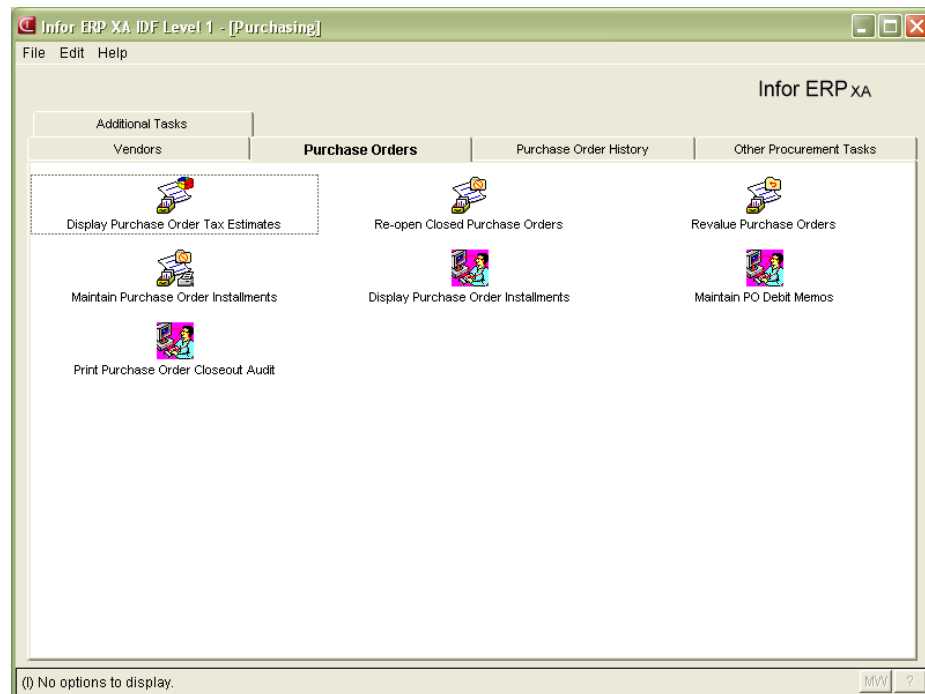 Infor ERP XA IDF Level 1 - [Purchasing]
File Edit Help
Infor ERP XA
Additional Tasks
Vendors Purchase Orders Purchase Order History Other Procurement Tasks
Display Purchase Order Tax Estimates Re-open Closed Purchase Orders Revalue Purchase Orders
Maintain Purchase Order Installments Display Purchase Order Installments Maintain PO Debit Memos
Print Purchase Order Closeout Audit
(I) No options to display. MW ?